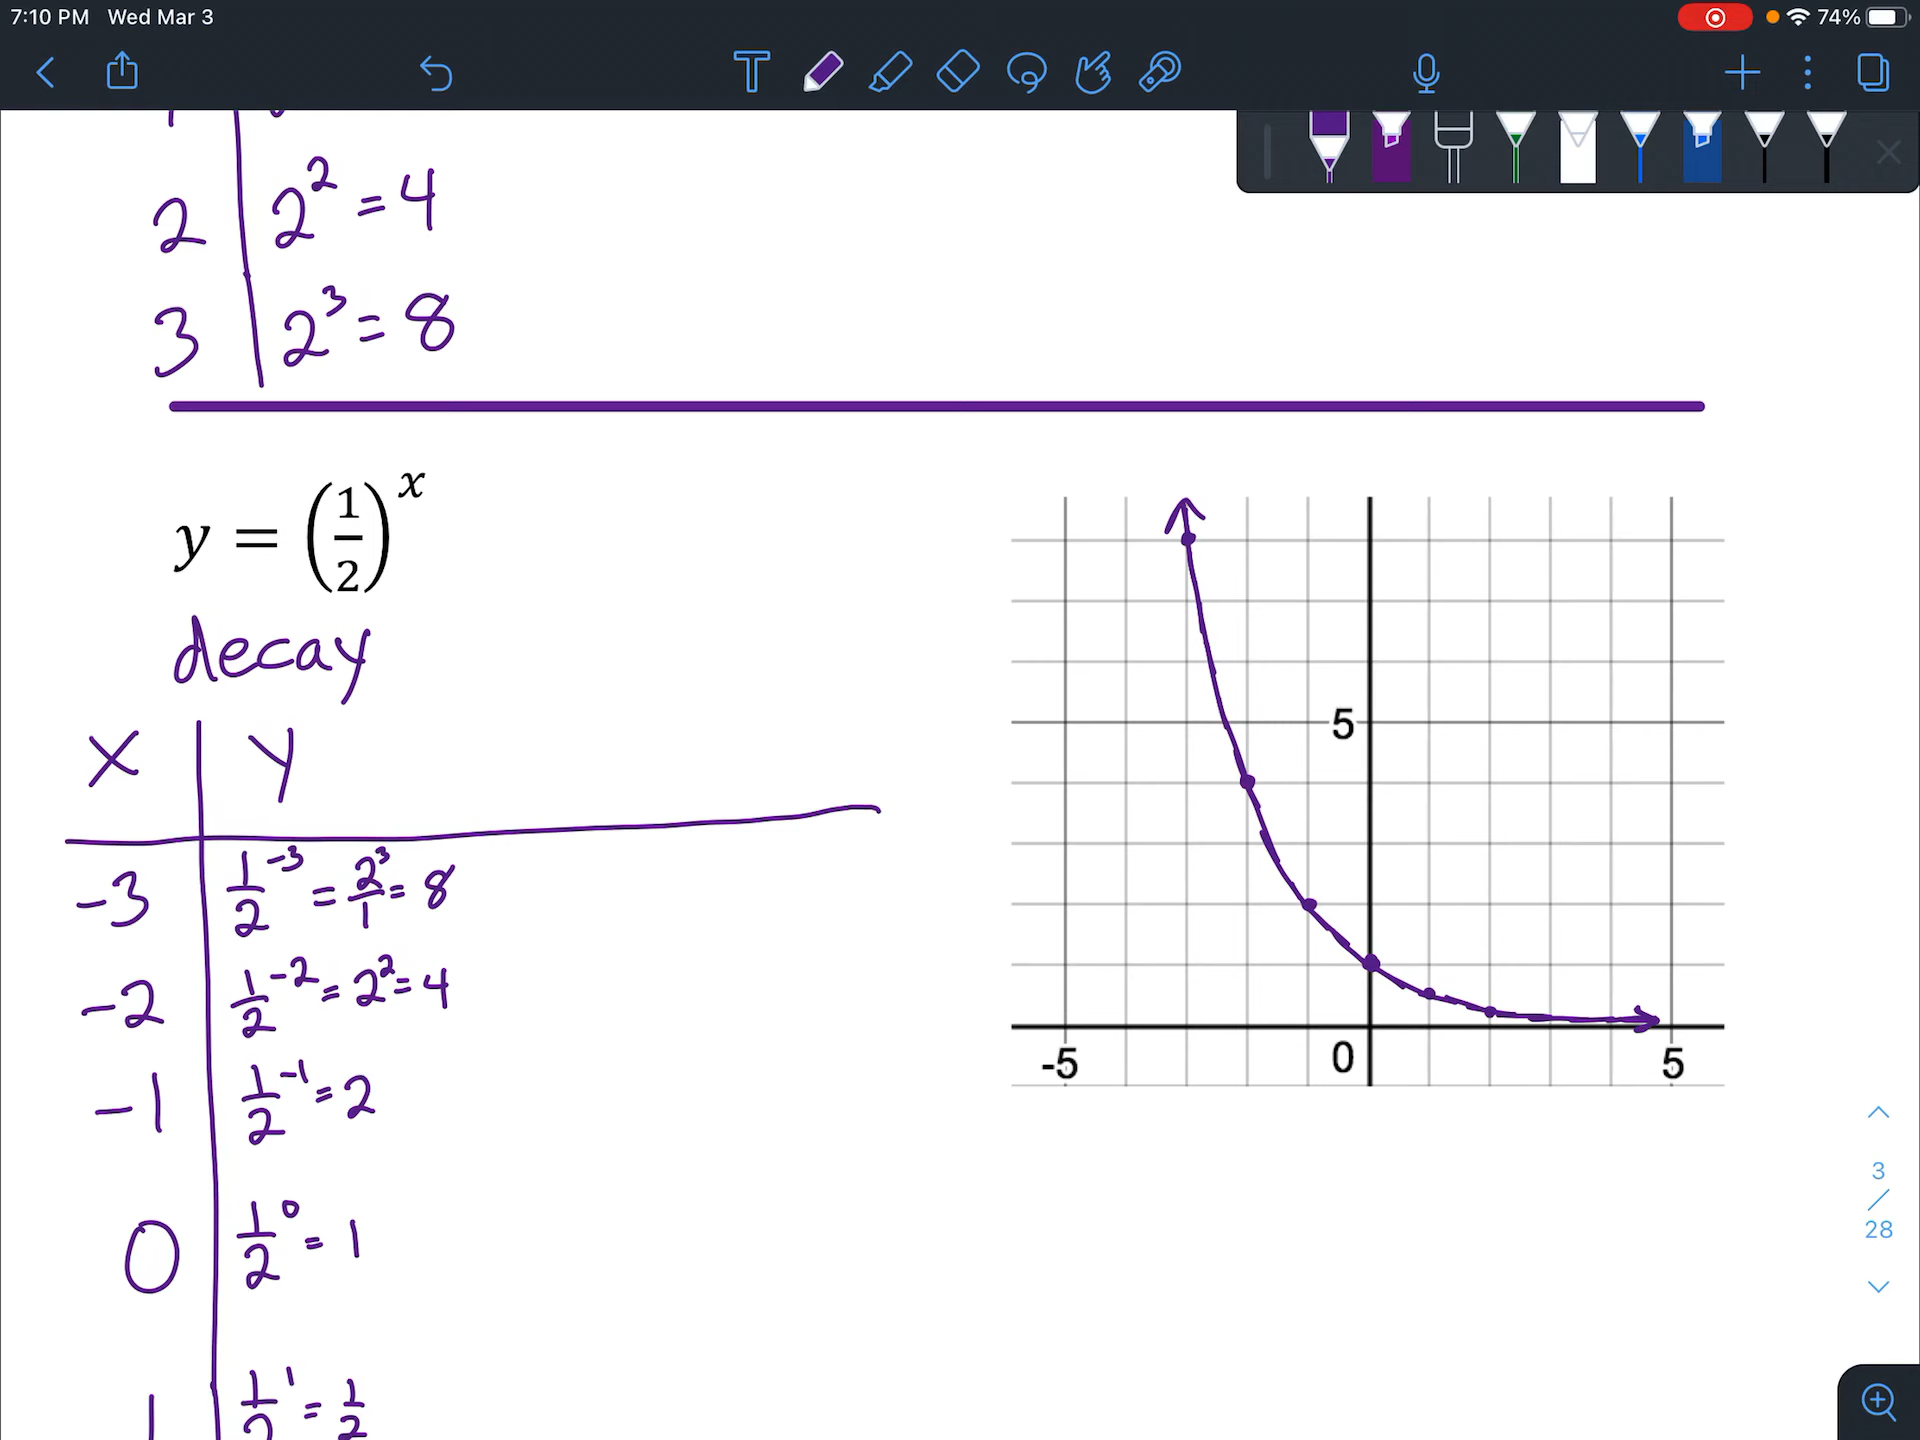 7:10 PM Wed Mar 3
74%
2 2² = 4
3 2³ = 8
y = (1/2)^x
decay
x y
-3 1/2^-3 = 2³/1 = 8
-2 1/2^-2 = 2² = 4
-1 1/2^-1 = 2
0 1/2^0 = 1
1 1/2^1 = 1/2
5
-5 0 5
3
/
28